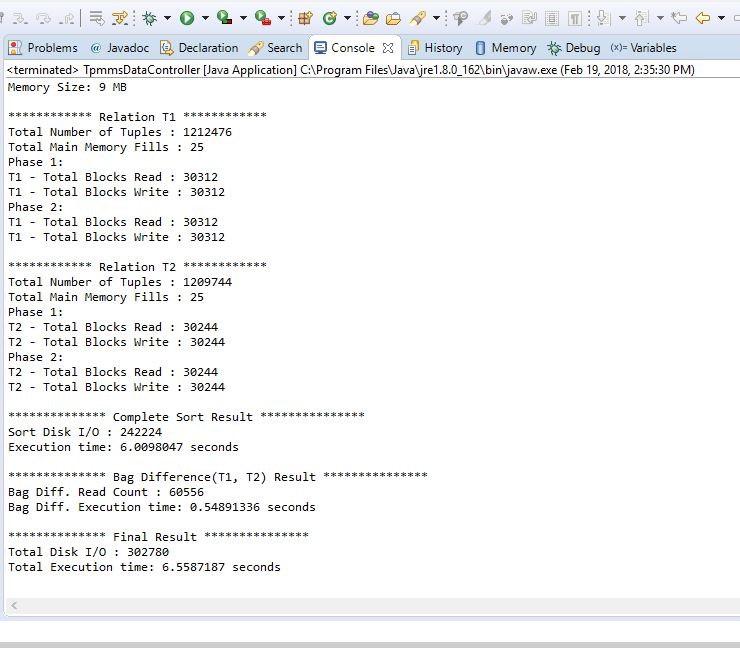 Problems @ Javadoc Declaration Search Console History Memory Debug (x)= Variables
<terminated> TpmmsDataController [Java Application] C:\Program Files\Java\jre1.8.0_162\bin\javaw.exe (Feb 19, 2018, 2:35:30 PM)
Memory Size: 9 MB
************ Relation T1 ************
Total Number of Tuples : 1212476
Total Main Memory Fills : 25
Phase 1:
T1 - Total Blocks Read : 30312
T1 - Total Blocks Write : 30312
Phase 2:
T1 - Total Blocks Read : 30312
T1 - Total Blocks Write : 30312
************ Relation T2 ************
Total Number of Tuples : 1209744
Total Main Memory Fills : 25
Phase 1:
T2 - Total Blocks Read : 30244
T2 - Total Blocks Write : 30244
Phase 2:
T2 - Total Blocks Read : 30244
T2 - Total Blocks Write : 30244
************** Complete Sort Result ***************
Sort Disk I/O : 242224
Execution time: 6.0098047 seconds
************** Bag Difference(T1, T2) Result ***************
Bag Diff. Read Count : 60556
Bag Diff. Execution time: 0.54891336 seconds
************** Final Result ***************
Total Disk I/O : 302780
Total Execution time: 6.5587187 seconds